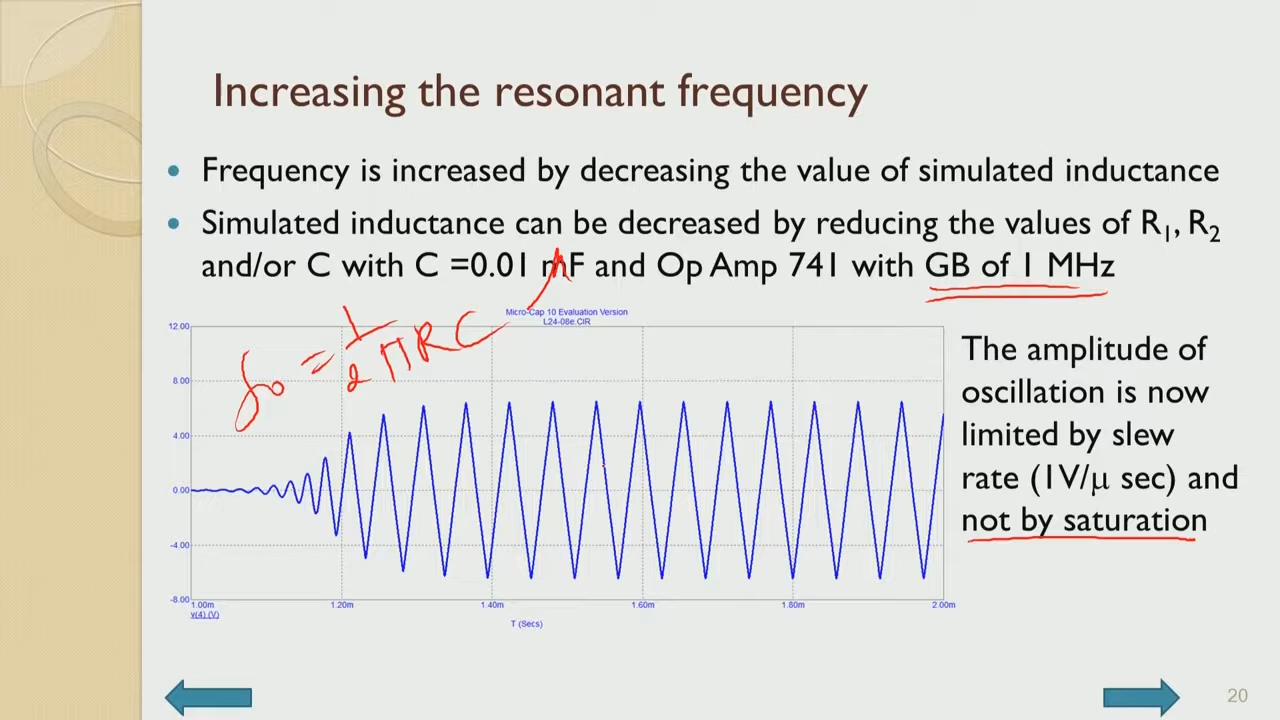 Increasing the resonant frequency
• Frequency is increased by decreasing the value of simulated inductance
• Simulated inductance can be decreased by reducing the values of R1, R2
and/or C with C =0.01 mF and Op Amp 741 with GB of 1 MHz
f0 = 1/2ΠRC
Micro-Cap 10 Evaluation Version
L24-08e.CIR
12.00
8.00
4.00
0.00
-4.00
-8.00
1.00m 1.20m 1.40m 1.60m 1.80m 2.00m
v(4) (V)
T (Secs)
The amplitude of
oscillation is now
limited by slew
rate (1V/μ sec) and
not by saturation
20